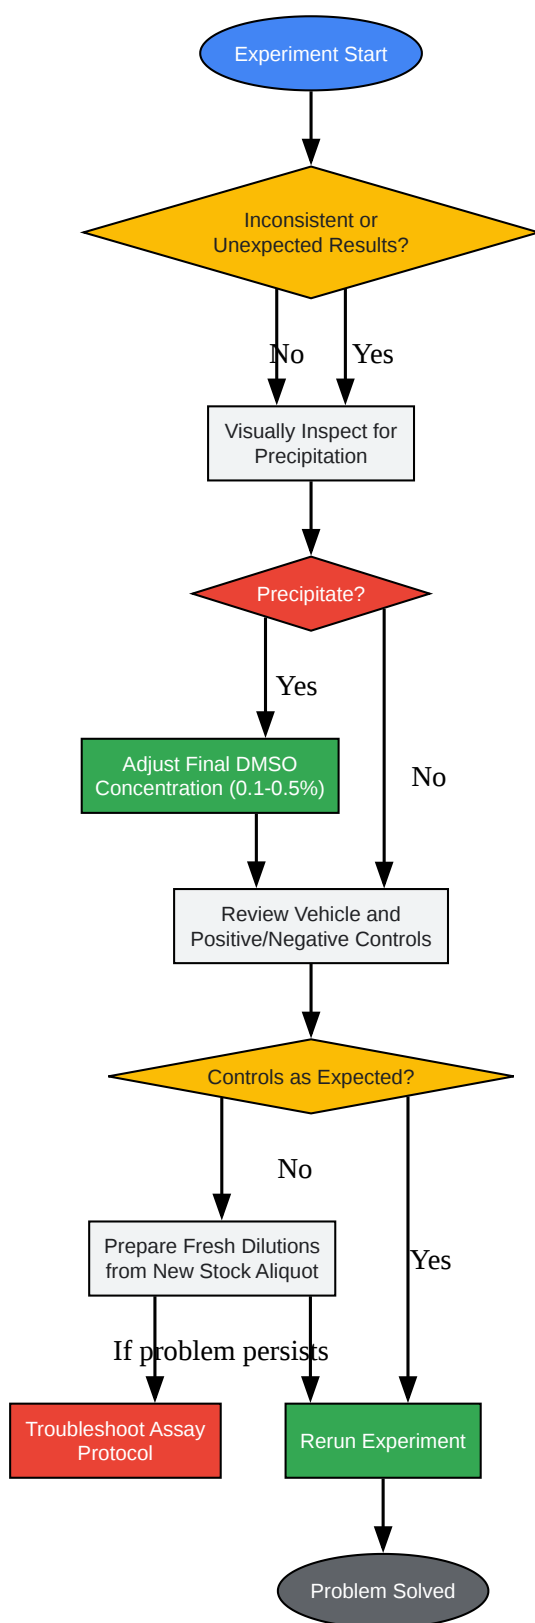 Experiment Start
Inconsistent or
Unexpected Results?
No
Yes
Visually Inspect for
Precipitation
Precipitate?
Yes
Adjust Final DMSO
Concentration (0.1-0.5%)
No
Review Vehicle and
Positive/Negative Controls
Controls as Expected?
No
Prepare Fresh Dilutions
from New Stock Aliquot
Yes
If problem persists
Troubleshoot Assay
Protocol
Rerun Experiment
Problem Solved